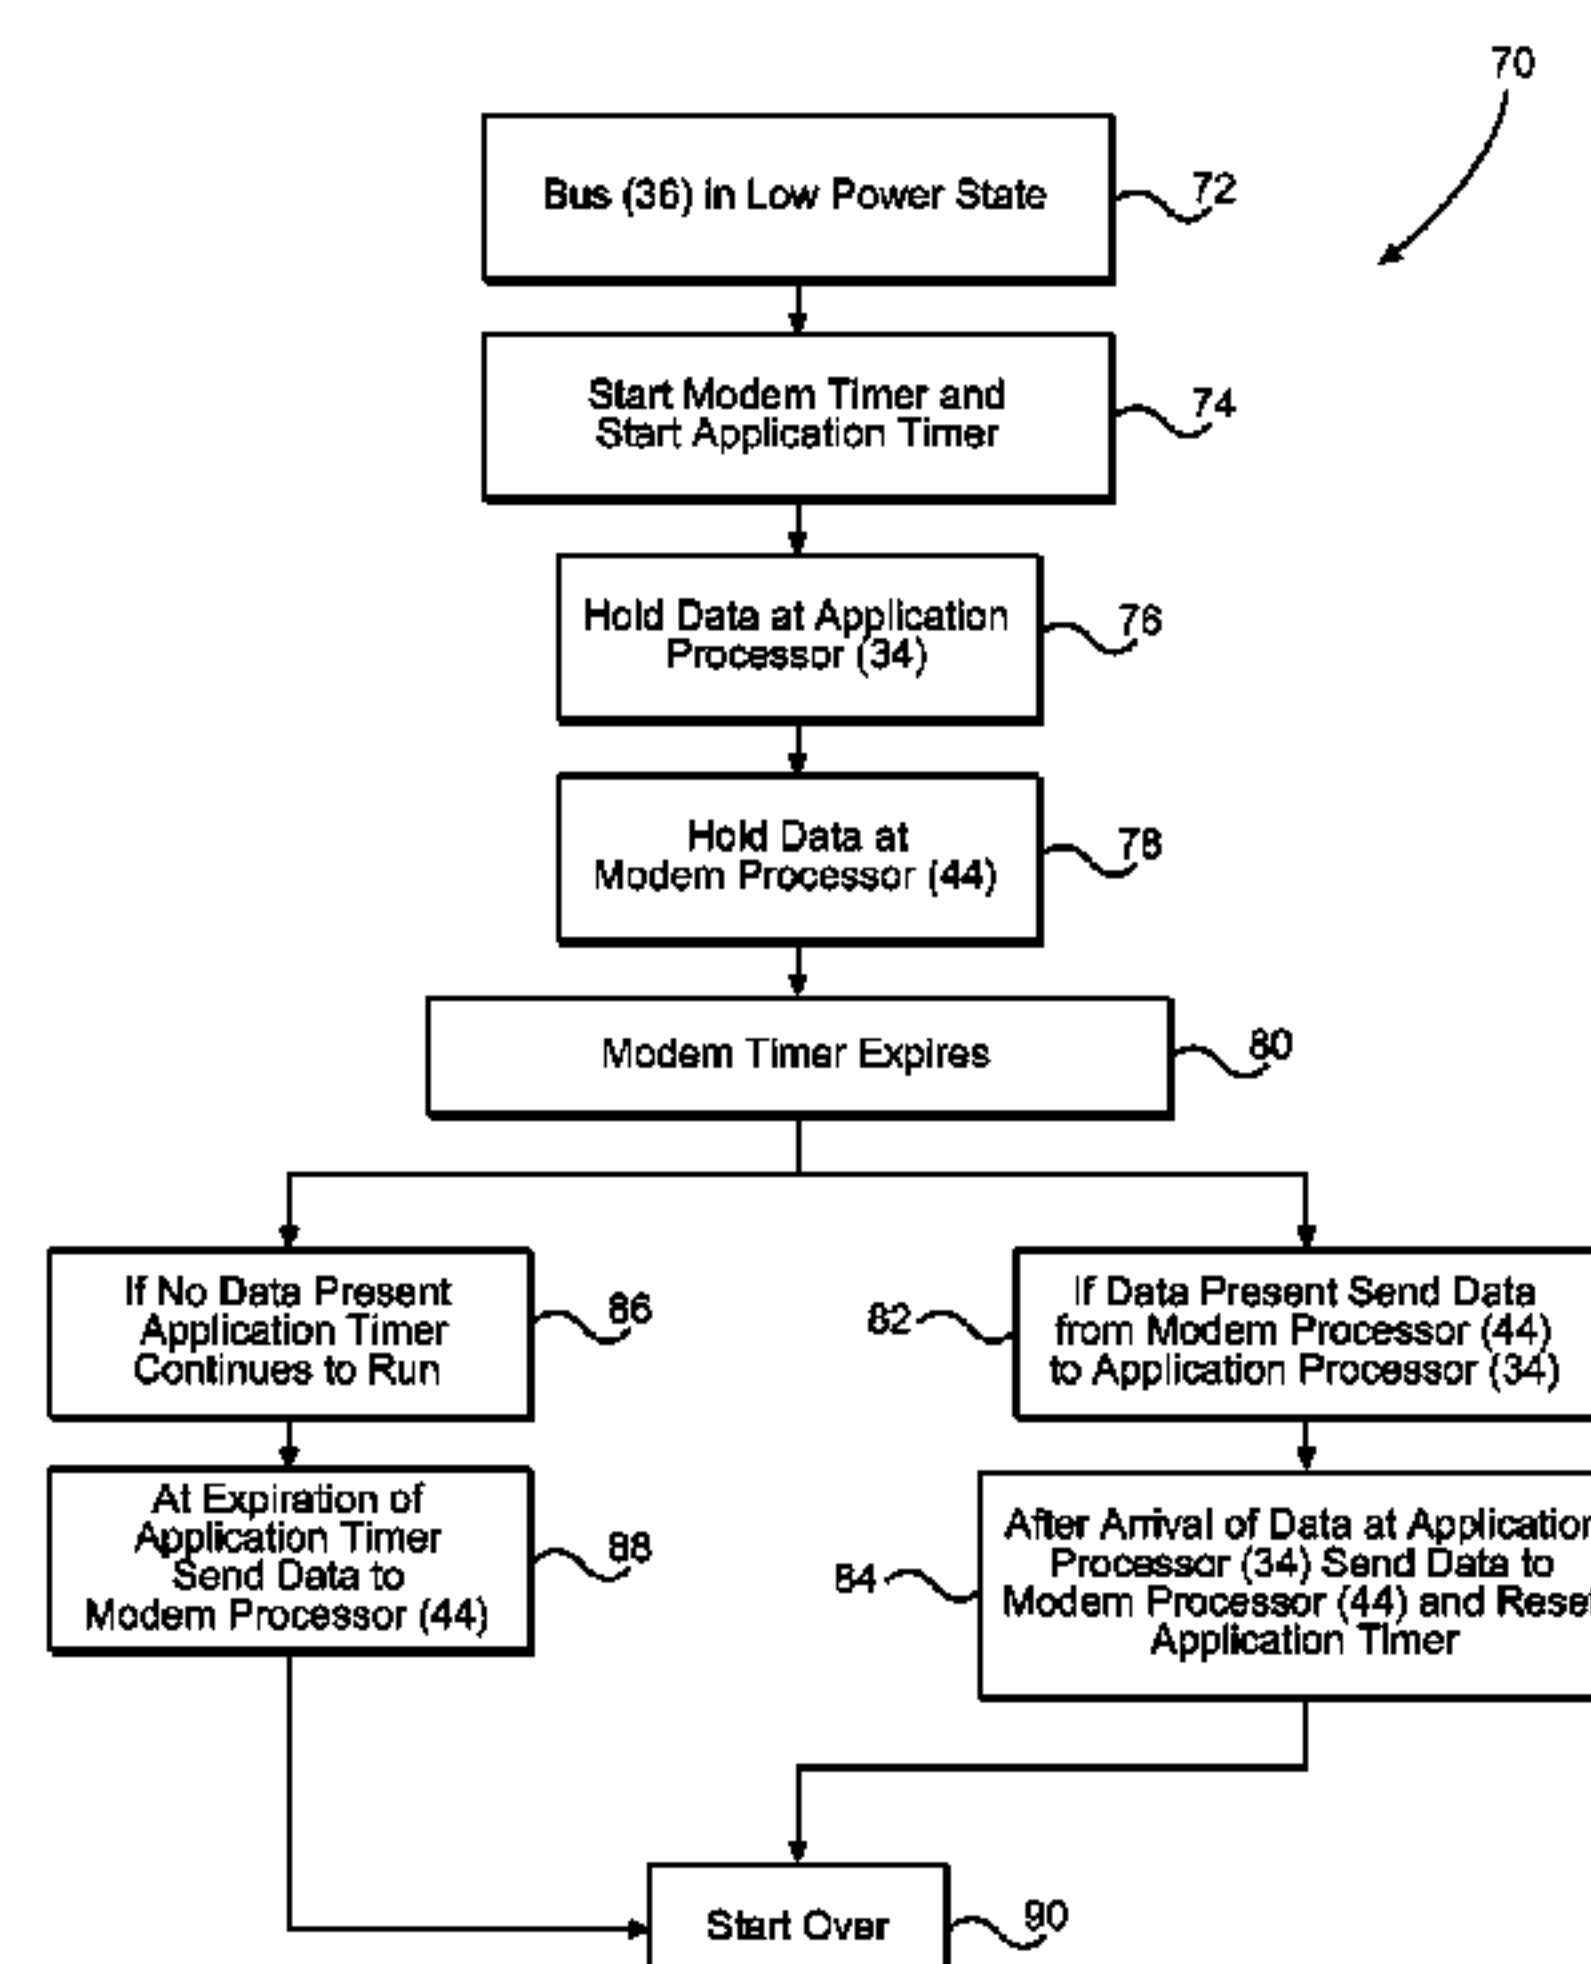 70
Bus (36) in Low Power State
72
Start Modem Timer and
Start Application Timer
74
Hold Data at Application
Processor (34)
76
Hold Data at
Modem Processor (44)
78
Modem Timer Expires
80
If No Data Present
Application Timer
Continues to Run
86
82
If Data Present Send Data
from Modem Processor (44)
to Application Processor (34)
At Expiration of
Application Timer
Send Data to
Modem Processor (44)
88
84
After Arrival of Data at Application
Processor (34) Send Data to
Modem Processor (44) and Reset
Application Timer
Start Over
90